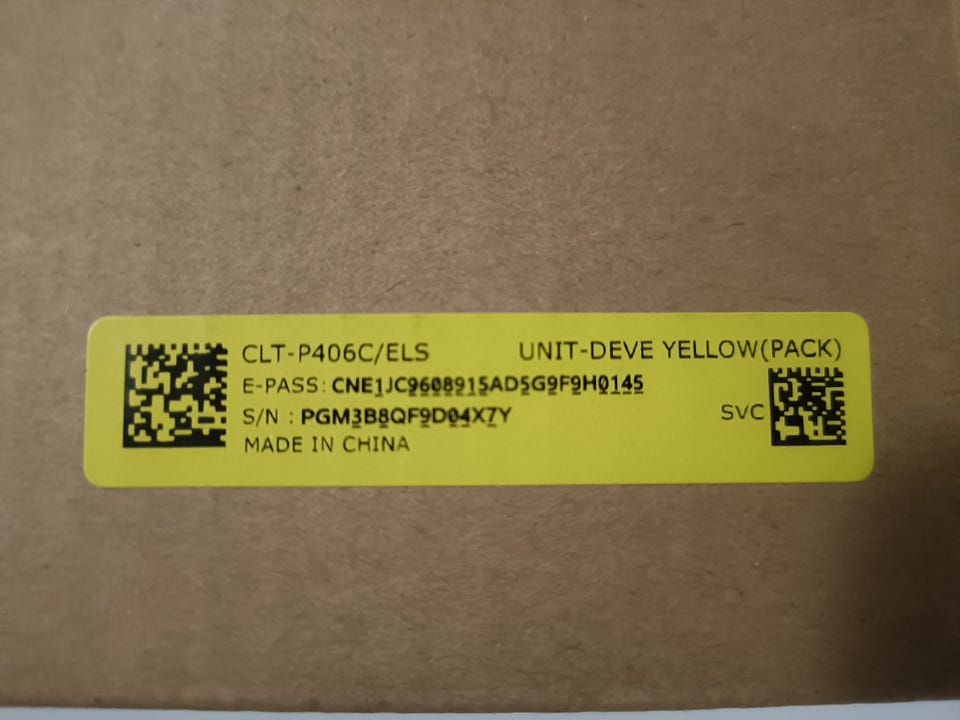 CLT-P406C/ELS UNIT-DEVE YELLOW(PACK)
E-PASS: CNE1JC9608915AD5G9F9H0145
S/N : PGM3B8QF9D04X7Y
SVC
MADE IN CHINA